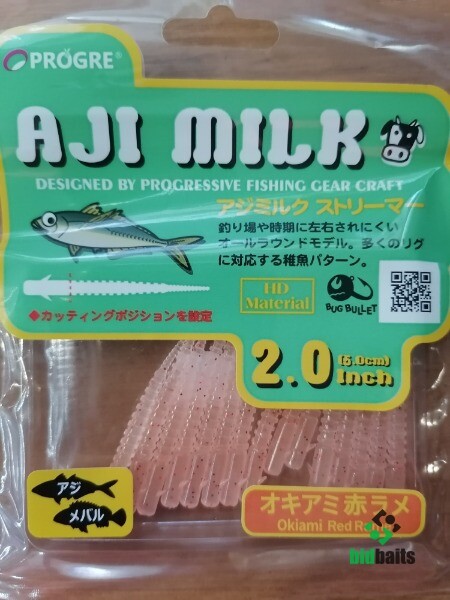 PROGRE®
AJI MILK
DESIGNED BY PROGRESSIVE FISHING GEAR CRAFT
アジミルク ストリーマー
釣り場や時期に左右されにくい
オールラウンドモデル。多くのリグ
に対応する稚魚パターン。
HD
Material
BUG BULLET
◆カッティングポジションを設定
2.0 (5.0cm)
Inch
アジ
メバル
オキアミ赤ラメ
Okiami Red
bidbaits